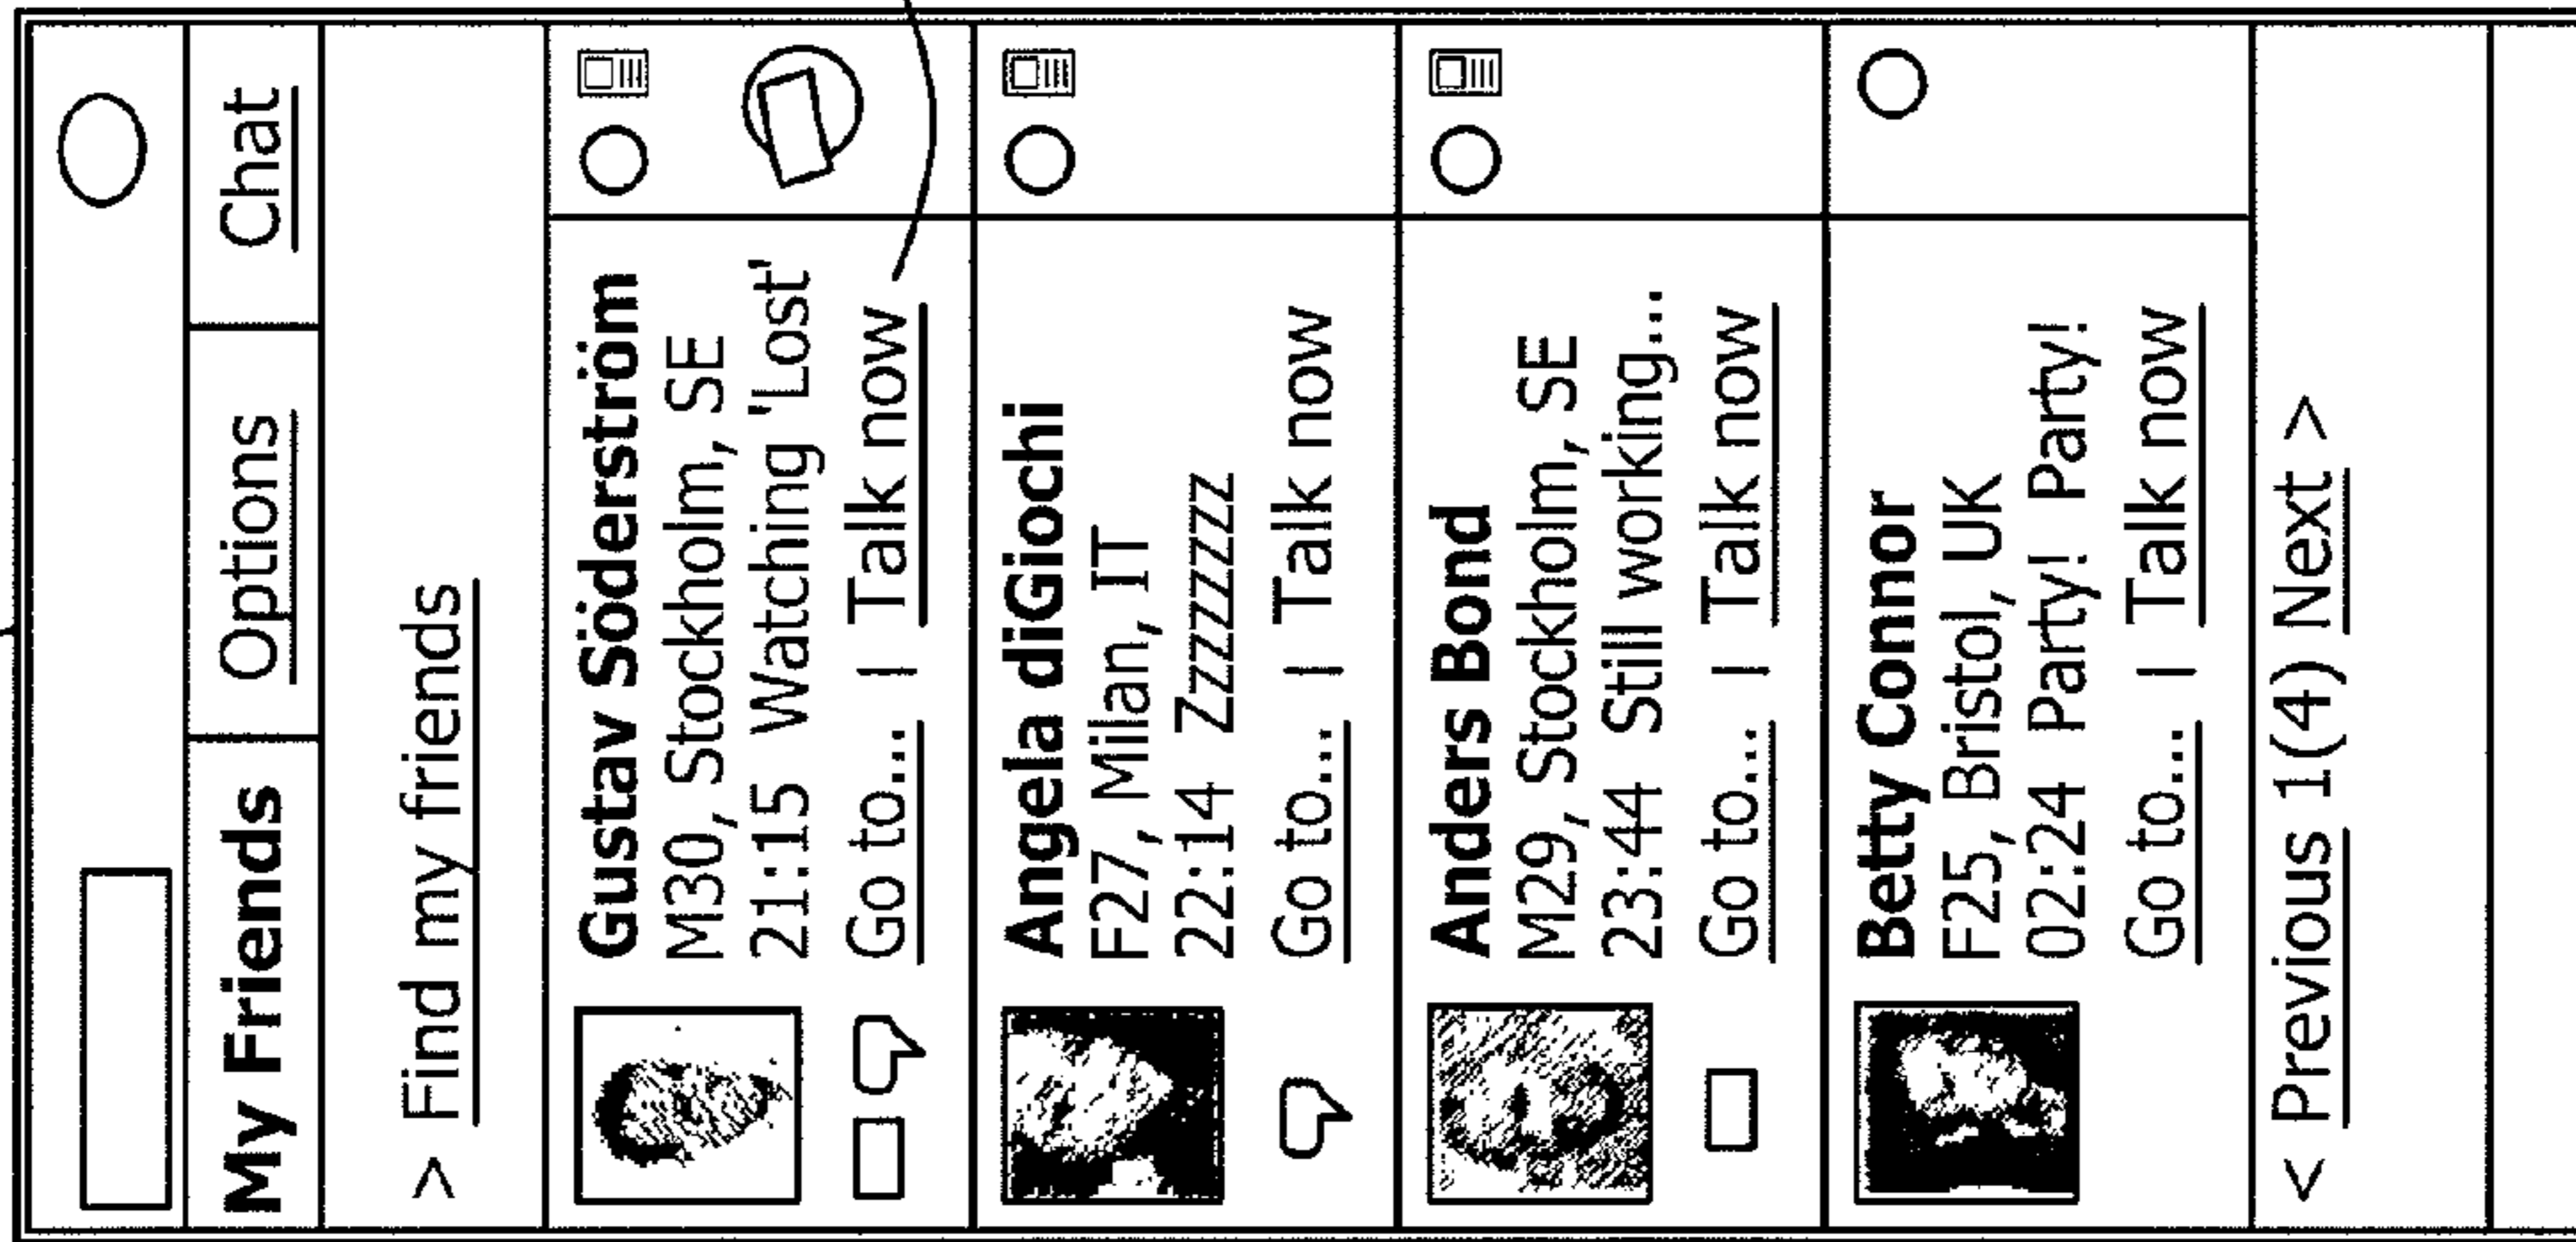 My Friends Options Chat
> Find my friends
Gustav Söderström
M30, Stockholm, SE
21:15 Watching 'Lost'
Go to... | Talk now
Angela diGiochi
F27, Milan, IT
22:14 Zzzzzzzzz
Go to... | Talk now
Anders Bond
M29, Stockholm, SE
23:44 Still working...
Go to... | Talk now
Betty Connor
F25, Bristol, UK
02:24 Party! Party! Party!
Go to... | Talk now
< Previous 1(4) Next >